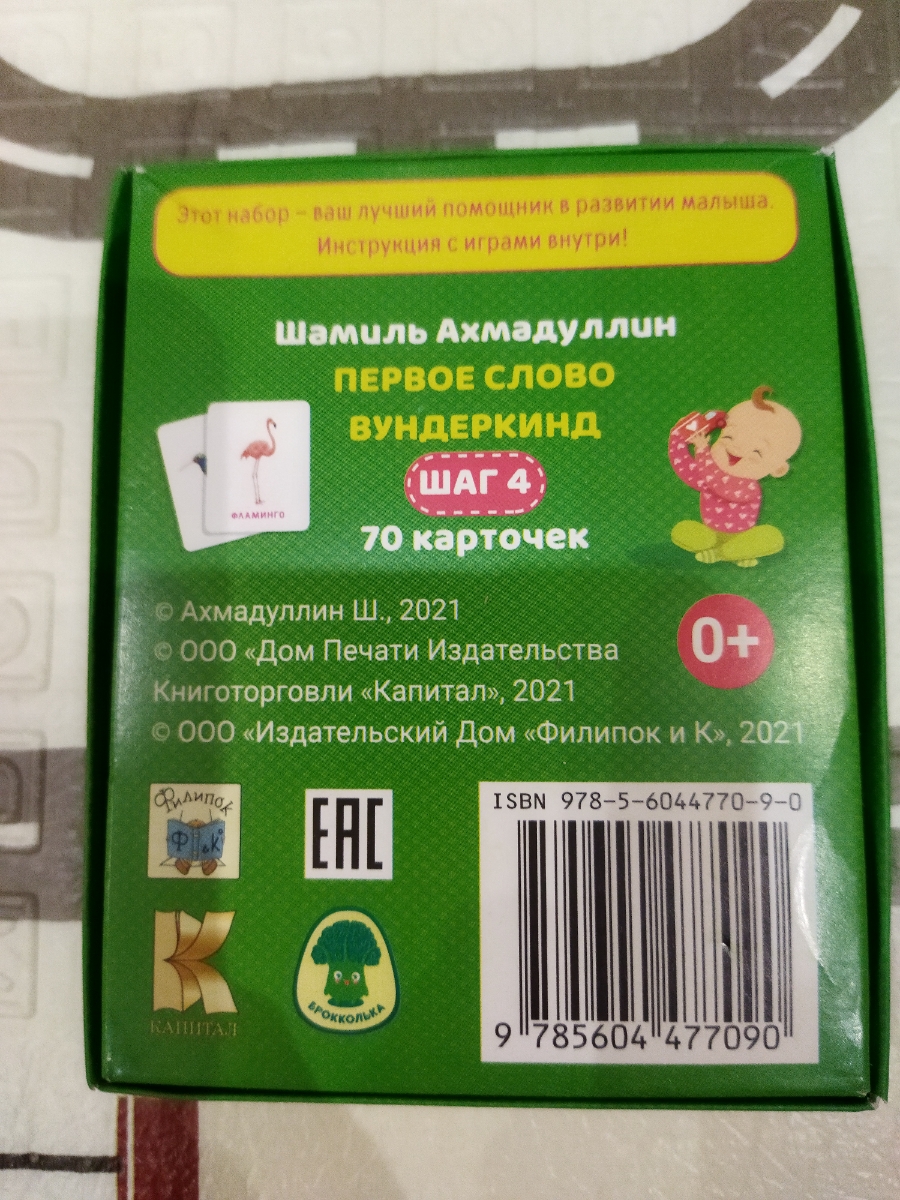 Этот набор – ваш лучший помощник в развитии малыша.
Инструкция с играми внутри!
Шамиль Ахмадуллин
ПЕРВОЕ СЛОВО
ВУНДЕРКИНД
ШАГ 4
70 карточек
ФЛАМИНГО
© Ахмадуллин Ш., 2021
© ООО «Дом Печати Издательства
Книготорговли «Капитал», 2021
© ООО «Издательский Дом «Филипок и К», 2021
0+
Филипок
Ф и К°
EAC
К
КАПИТАЛ
БРОККОЛЬКА
ISBN 978-5-6044770-9-0
9 785604 477090